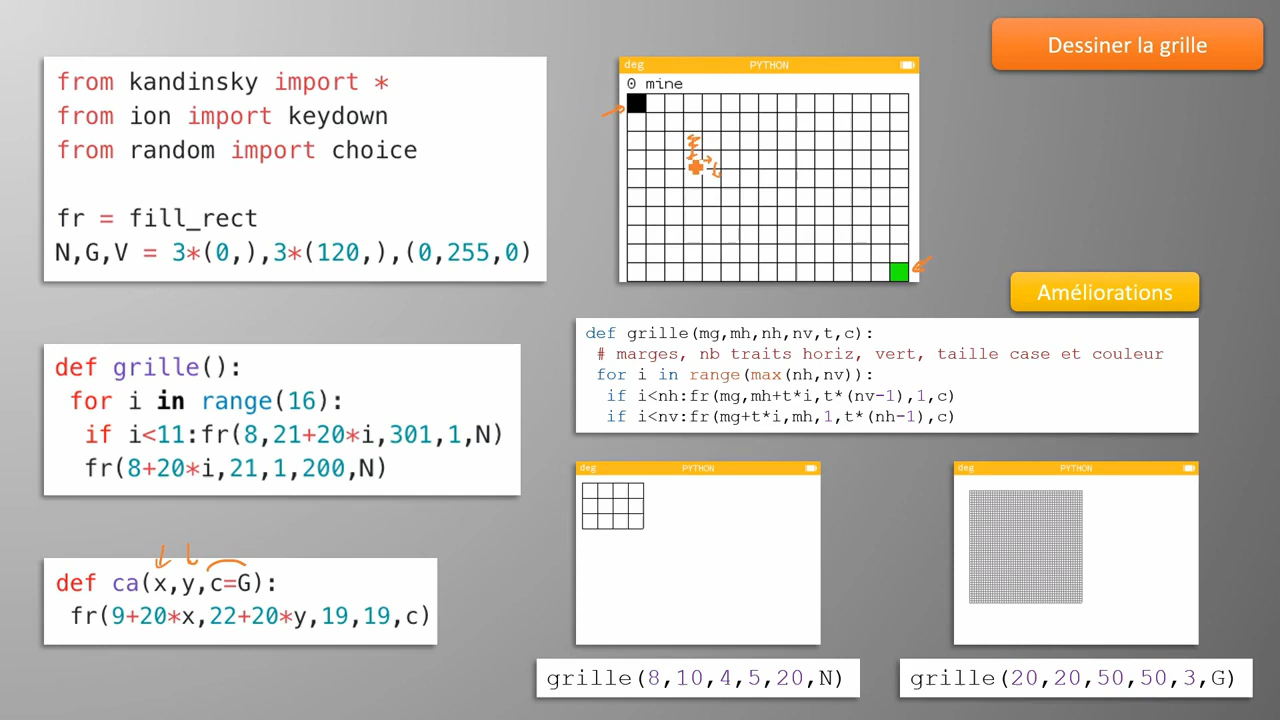 Dessiner la grille
from kandinsky import *
from ion import keydown
from random import choice
fr = fill_rect
N,G,V = 3*(0,),3*(120,),(0,255,0)
deg PYTHON
0 mine
def grille():
for i in range(16):
if i<11:fr(8,21+20*i,301,1,N)
fr(8+20*i,21,1,200,N)
def ca(x,y,c=G):
fr(9+20*x,22+20*y,19,19,c)
Améliorations
def grille(mg,mh,nh,nv,t,c):
# marges, nb traits horiz, vert, taille case et couleur
for i in range(max(nh,nv)):
if i<nh:fr(mg,mh+t*i,t*(nv-1),1,c)
if i<nv:fr(mg+t*i,mh,1,t*(nh-1),c)
deg PYTHON
grille(8,10,4,5,20,N)
deg PYTHON
grille(20,20,50,50,3,G)